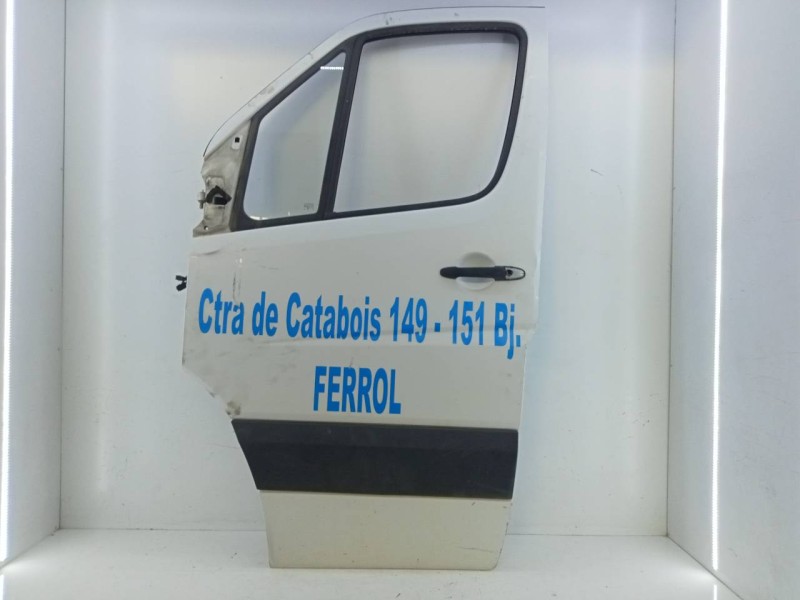 Ctra de Catabois 149 - 151 Bj.
FERROL